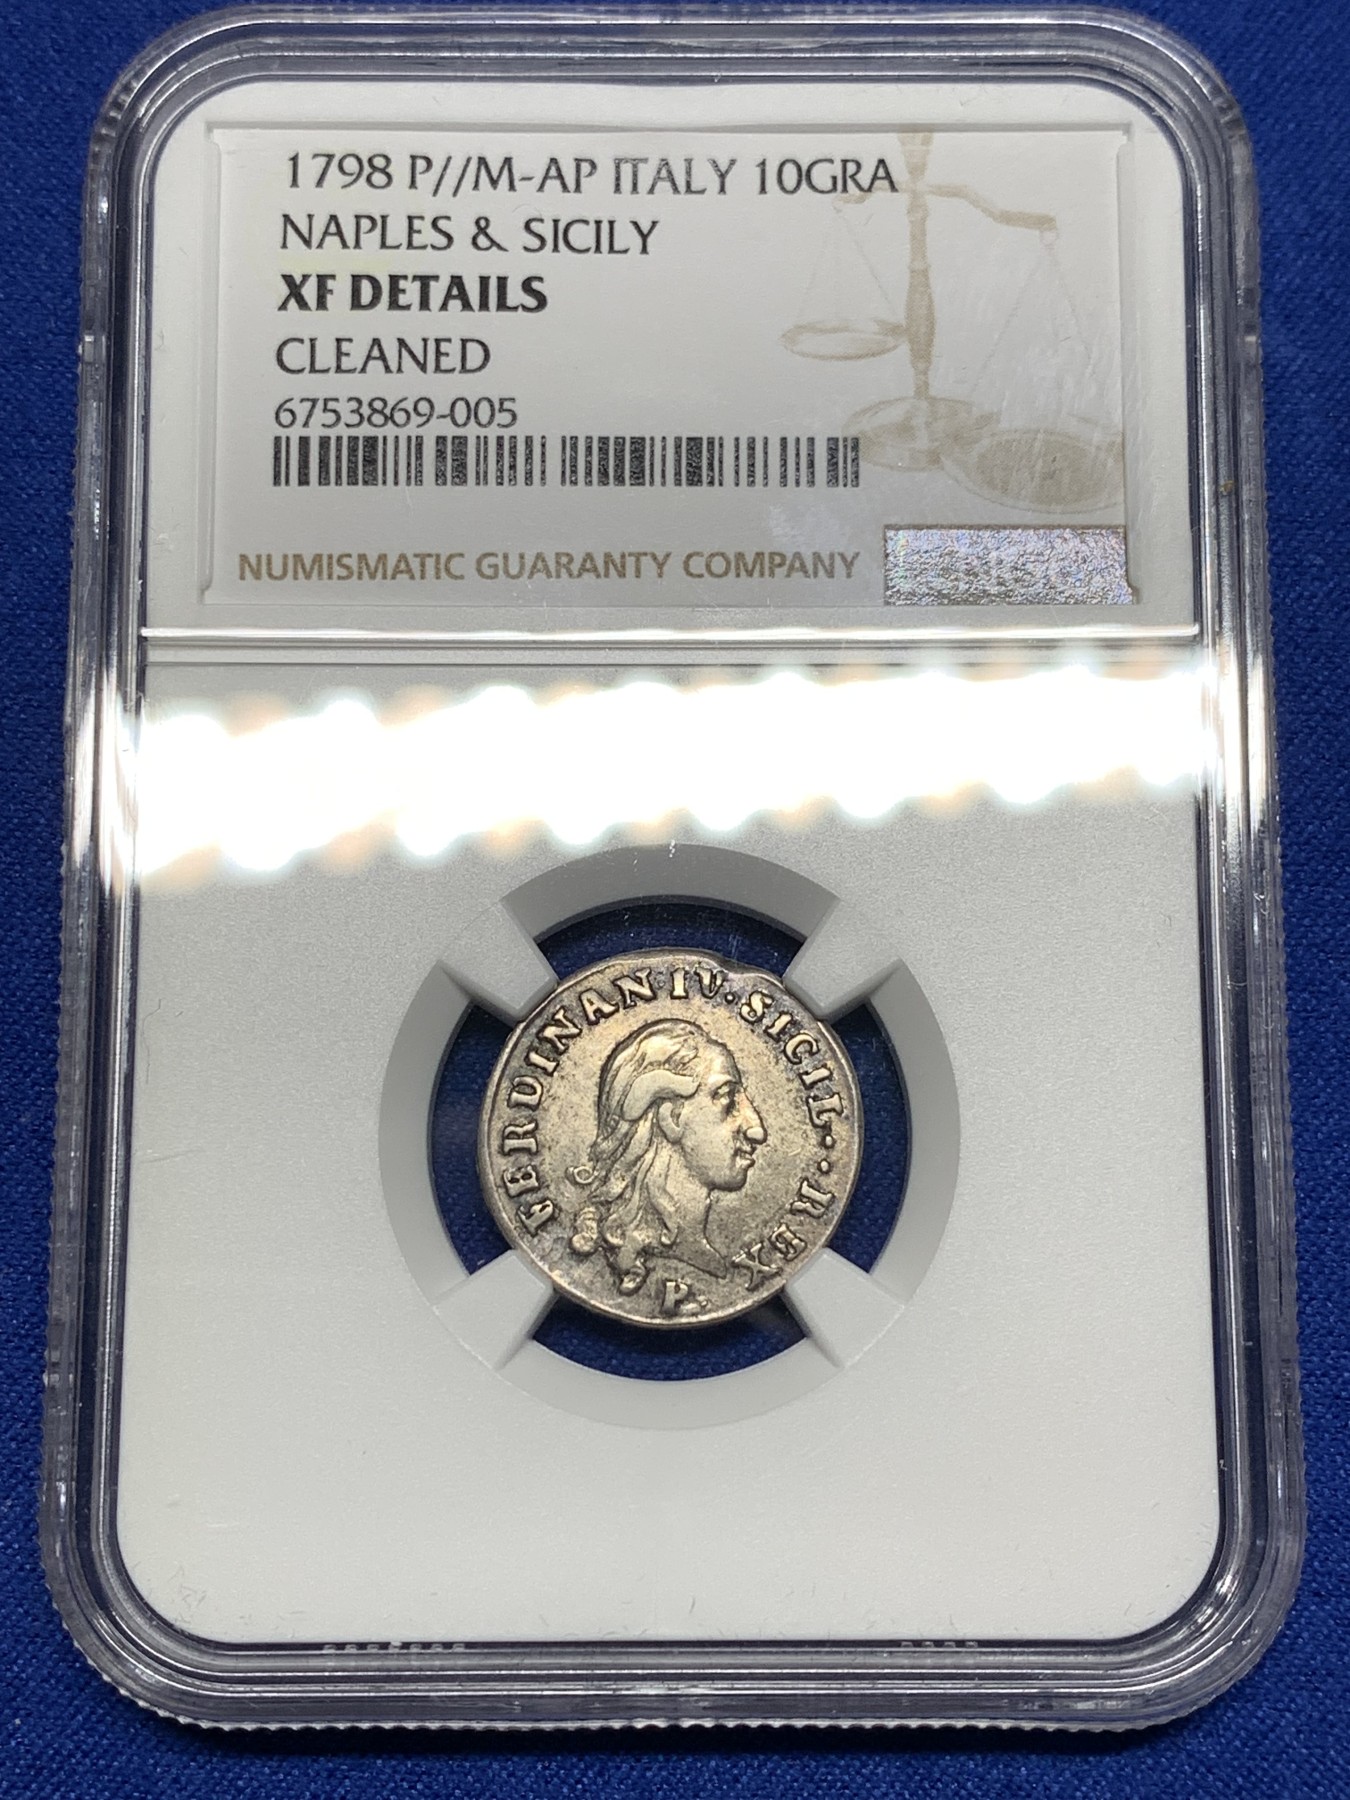 1798 P//M-AP ITALY 10GRA
NAPLES & SICILY
XF DETAILS
CLEANED
6753869-005
NUMISMATIC GUARANTY COMPANY
FERDINAN·IV·SICIL··REX
P.